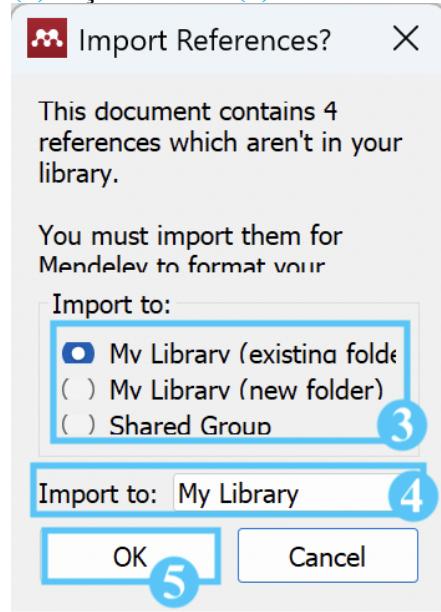 Import References?
This document contains 4
references which aren't in your
library.
You must import them for
Mendeley to format your
Import to:
My Library (existing folde
My Library (new folder)
Shared Group
3
Import to: My Library
4
OK
Cancel
5